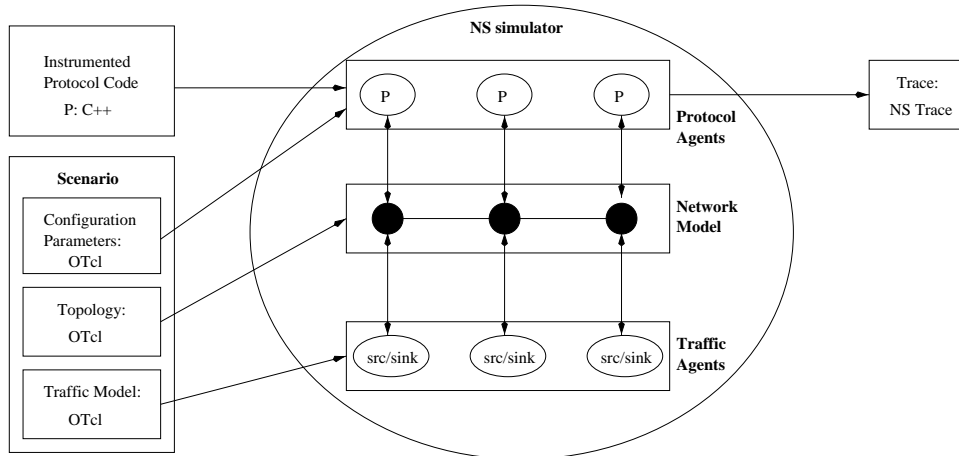 NS simulator
Instrumented
Protocol Code
P: C++
P
P
P
Protocol
Agents
Trace:
NS Trace
Scenario
Configuration
Parameters:
OTcl
Network
Model
Topology:
OTcl
Traffic Model:
OTcl
src/sink
src/sink
src/sink
Traffic
Agents